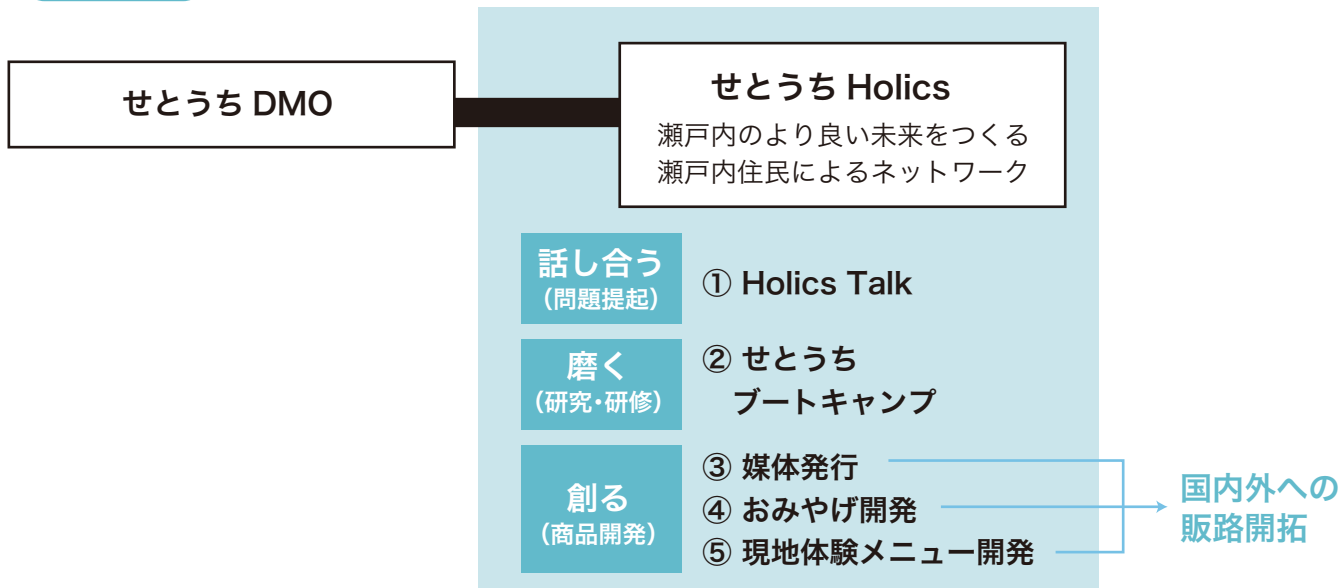 せとうち DMO
せとうち Holics
瀬戸内のより良い未来をつくる
瀬戸内住民によるネットワーク
話し合う
（問題提起）
① Holics Talk
磨く
（研究・研修）
② せとうち
ブートキャンプ
創る
（商品開発）
③ 媒体発行
④ おみやげ開発
⑤ 現地体験メニュー開発
国内外への
販路開拓